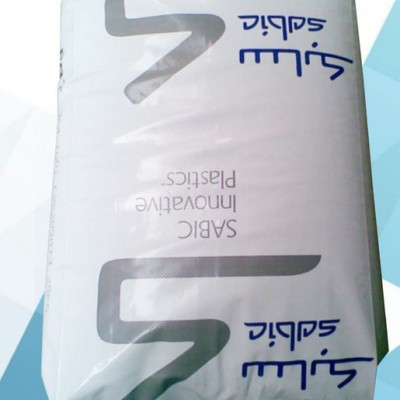 سابك
sabic
SABIC
Innovative
Plastics™
سابك
sabic